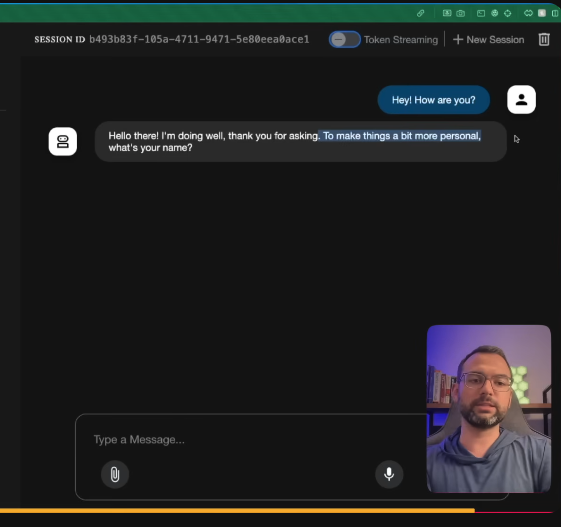 SESSION ID b493b83f-105a-4711-9471-5e80eea0ace1 Token Streaming + New Session
Hey! How are you?
Hello there! I'm doing well, thank you for asking. To make things a bit more personal,
what's your name?
Type a Message...